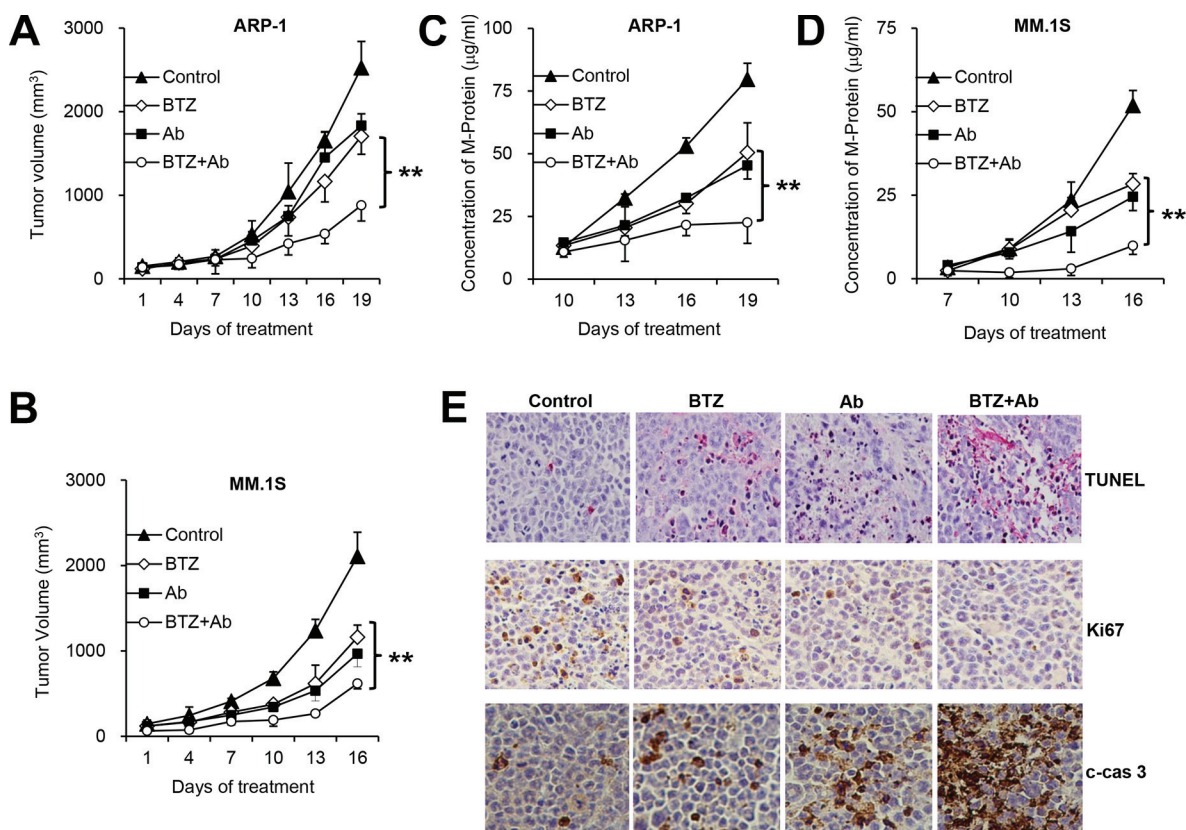 A
ARP-1
Tumor volume (mm³)
3000
2000
1000
0
Control
BTZ
Ab
BTZ+Ab
**
1 4 7 10 13 16 19
Days of treatment
C
ARP-1
Concentration of M-Protein (µg/ml)
100
75
50
25
0
Control
BTZ
Ab
BTZ+Ab
**
10 13 16 19
Days of treatment
D
MM.1S
Concentration of M-Protein (µg/ml)
75
50
25
0
Control
BTZ
Ab
BTZ+Ab
**
7 10 13 16
Days of treatment
B
MM.1S
Tumor Volume (mm³)
3000
2000
1000
0
Control
BTZ
Ab
BTZ+Ab
**
1 4 7 10 13 16
Days of treatment
E
Control BTZ Ab BTZ+Ab
TUNEL
Ki67
c-cas 3